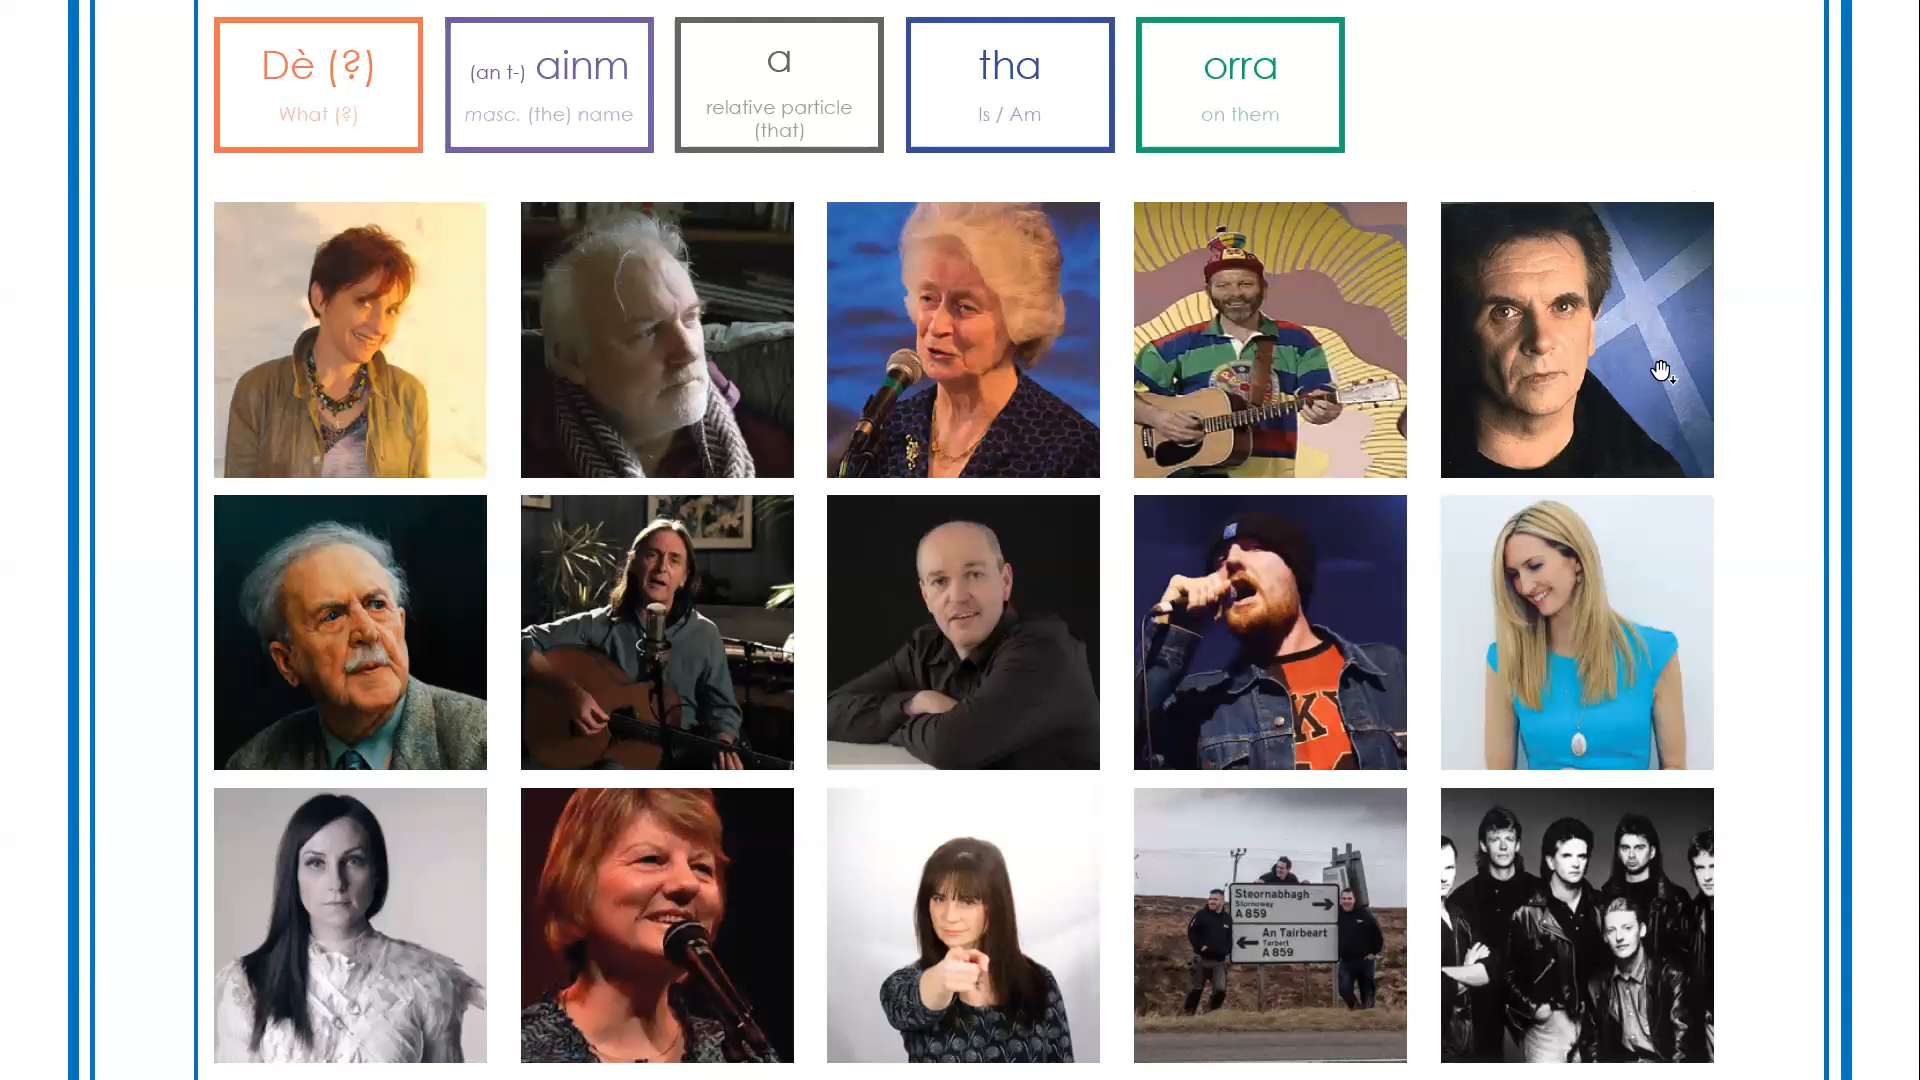 Dè (?)
What (?)
(an t-) ainm
masc. (the) name
a
relative particle
(that)
tha
Is / Am
orra
on them
Steornabhagh
Stornoway
A 859
An Tairbeart
Tarbert
A 859